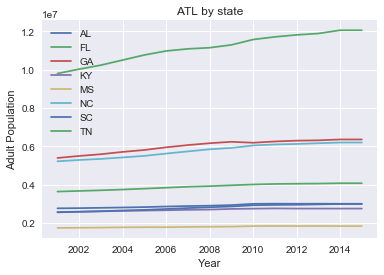 ATL by state
1e7
1.2
1.0
0.8
0.6
0.4
0.2
Adult Population
AL
FL
GA
KY
MS
NC
SC
TN
2002 2004 2006 2008 2010 2012 2014
Year